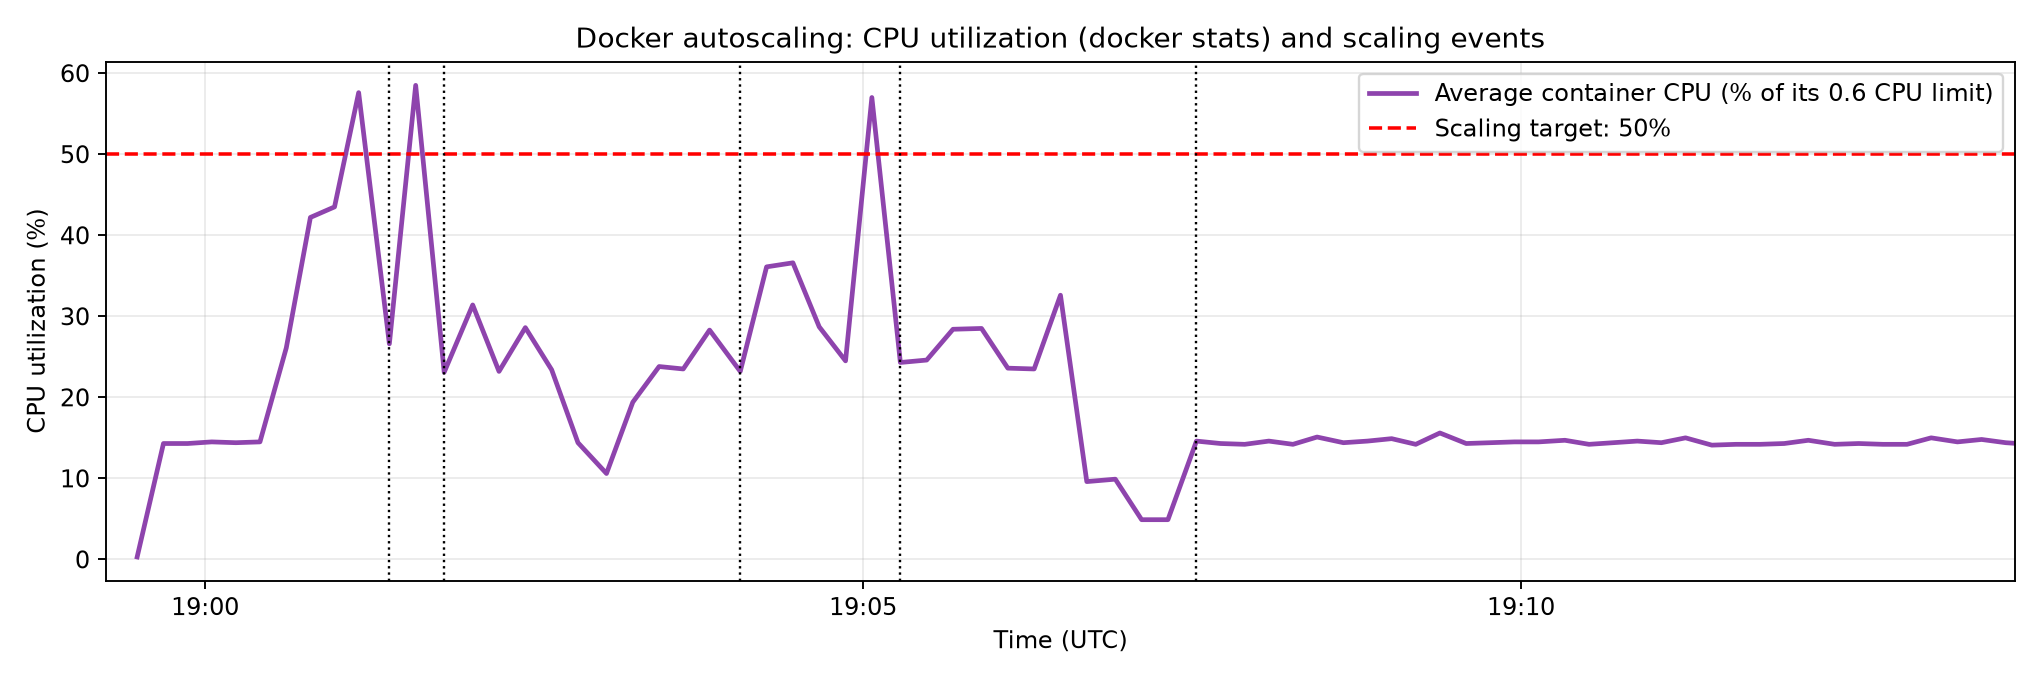 Docker autoscaling: CPU utilization (docker stats) and scaling events
Average container CPU (% of its 0.6 CPU limit)
Scaling target: 50%
CPU utilization (%)
60
50
40
30
20
10
0
19:00
19:05
19:10
Time (UTC)